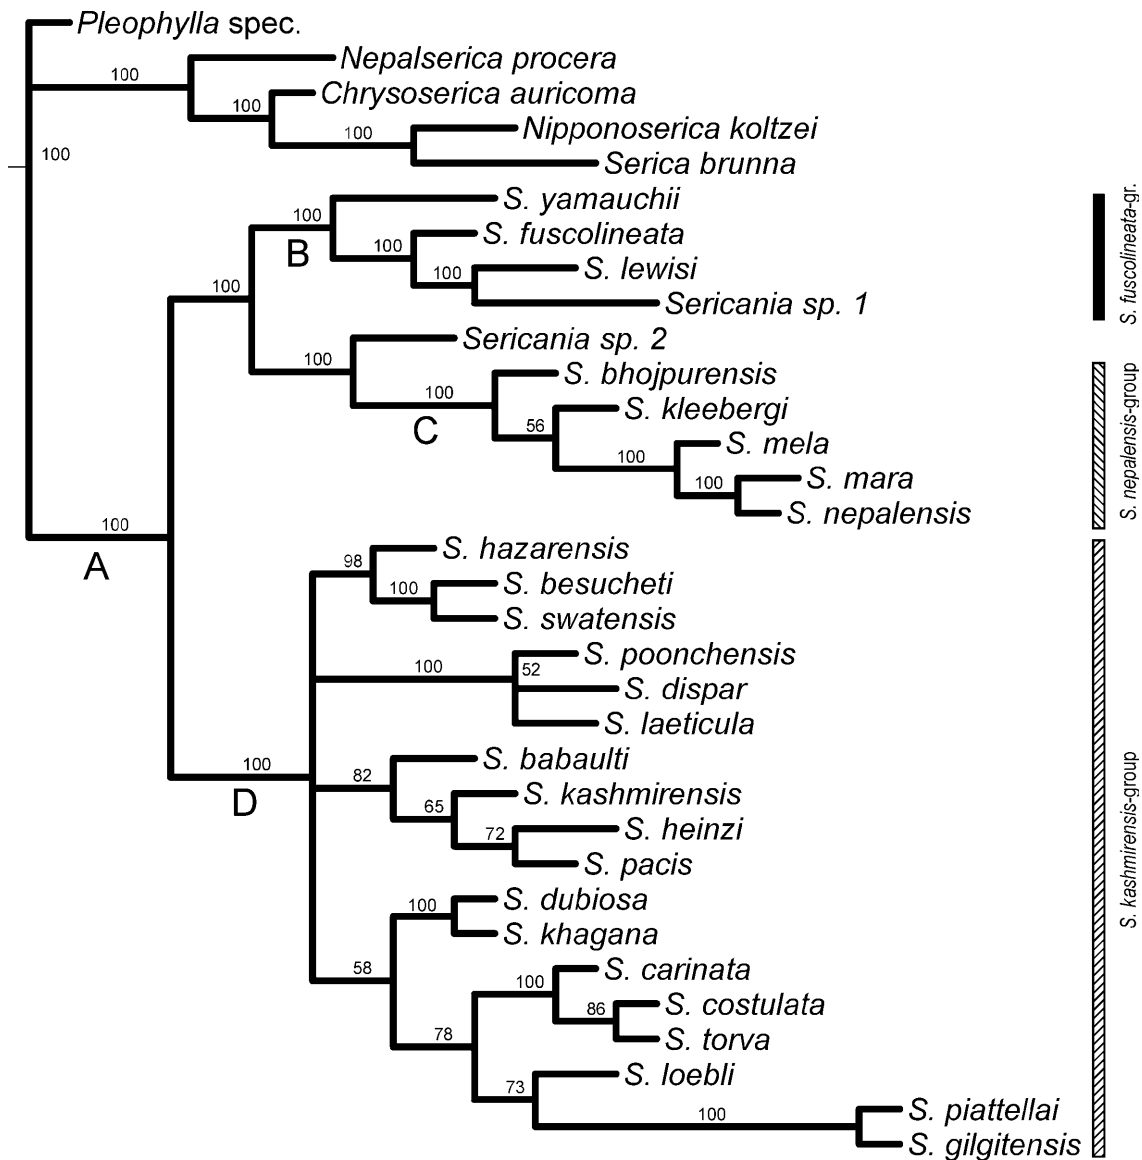 Pleophylla spec.
Nepalserica procera
100
Chrysoserica auricoma
100
Nipponoserica koltzei
100
100
Serica brunna
S. yamauchii
100
B
S. fuscolineata
100
S. lewisi
100
100
Sericania sp. 1
S. fuscolineata-gr.
Sericania sp. 2
100
S. bhojpurensis
100
C
S. kleebergi
56
S. mela
100
S. mara
100
S. nepalensis
S. nepalensis-group
100
A
S. hazarensis
98
S. besucheti
100
S. swatensis
S. poonchensis
100
52
S. dispar
S. laeticula
S. babaulti
100
D
82
S. kashmirensis
65
S. heinzi
72
S. pacis
S. dubiosa
100
S. khagana
58
S. carinata
100
S. costulata
86
S. torva
78
S. loebli
73
S. piattellai
100
S. gilgitensis
S. kashmirensis-group